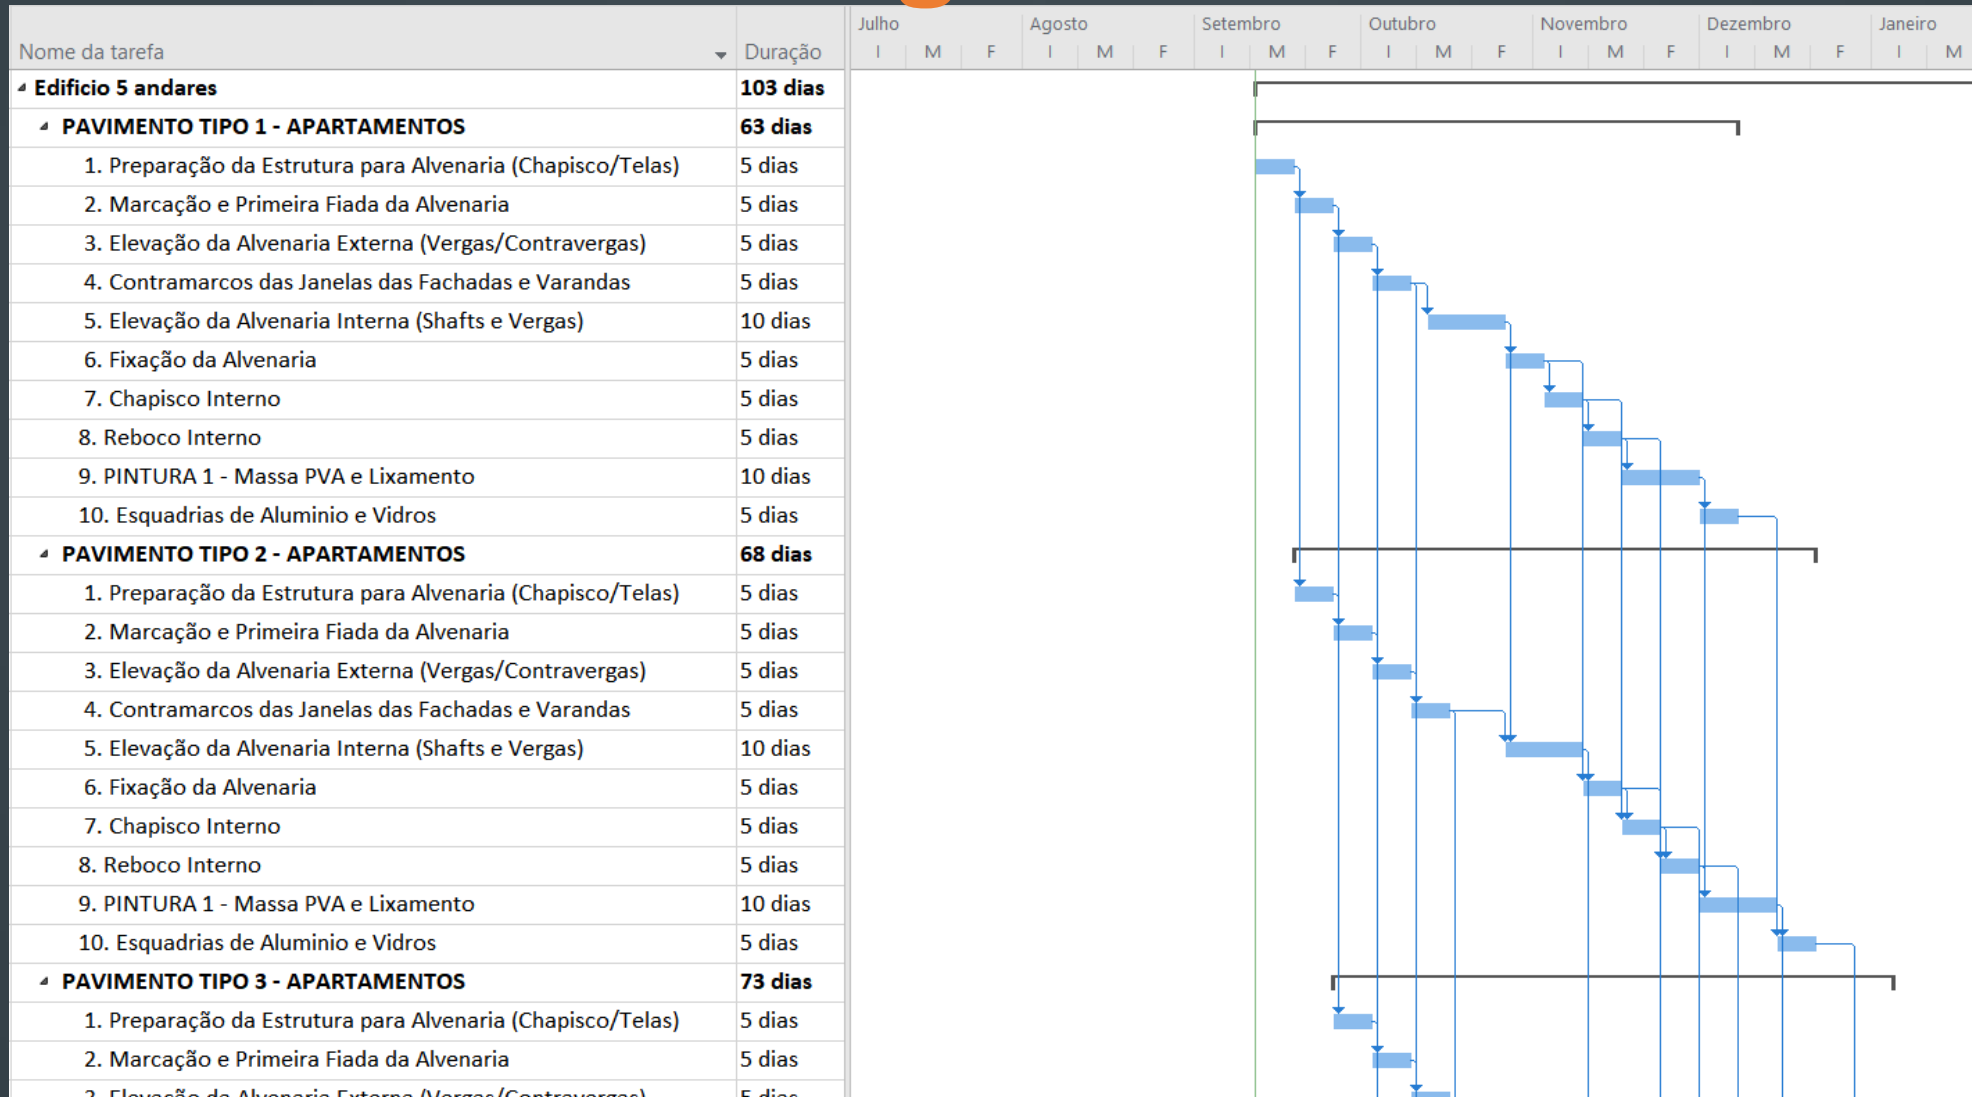 Julho Agosto Setembro Outubro Novembro Dezembro Janeiro
Nome da tarefa Duração I M F I M F I M F I M F I M F I M F I M
Edificio 5 andares 103 dias
PAVIMENTO TIPO 1 - APARTAMENTOS 63 dias
1. Preparação da Estrutura para Alvenaria (Chapisco/Telas) 5 dias
2. Marcação e Primeira Fiada da Alvenaria 5 dias
3. Elevação da Alvenaria Externa (Vergas/Contravergas) 5 dias
4. Contramarcos das Janelas das Fachadas e Varandas 5 dias
5. Elevação da Alvenaria Interna (Shafts e Vergas) 10 dias
6. Fixação da Alvenaria 5 dias
7. Chapisco Interno 5 dias
8. Reboco Interno 5 dias
9. PINTURA 1 - Massa PVA e Lixamento 10 dias
10. Esquadrias de Aluminio e Vidros 5 dias
PAVIMENTO TIPO 2 - APARTAMENTOS 68 dias
1. Preparação da Estrutura para Alvenaria (Chapisco/Telas) 5 dias
2. Marcação e Primeira Fiada da Alvenaria 5 dias
3. Elevação da Alvenaria Externa (Vergas/Contravergas) 5 dias
4. Contramarcos das Janelas das Fachadas e Varandas 5 dias
5. Elevação da Alvenaria Interna (Shafts e Vergas) 10 dias
6. Fixação da Alvenaria 5 dias
7. Chapisco Interno 5 dias
8. Reboco Interno 5 dias
9. PINTURA 1 - Massa PVA e Lixamento 10 dias
10. Esquadrias de Aluminio e Vidros 5 dias
PAVIMENTO TIPO 3 - APARTAMENTOS 73 dias
1. Preparação da Estrutura para Alvenaria (Chapisco/Telas) 5 dias
2. Marcação e Primeira Fiada da Alvenaria 5 dias
3. Elevação da Alvenaria Externa (Vergas/Contravergas) 5 dias